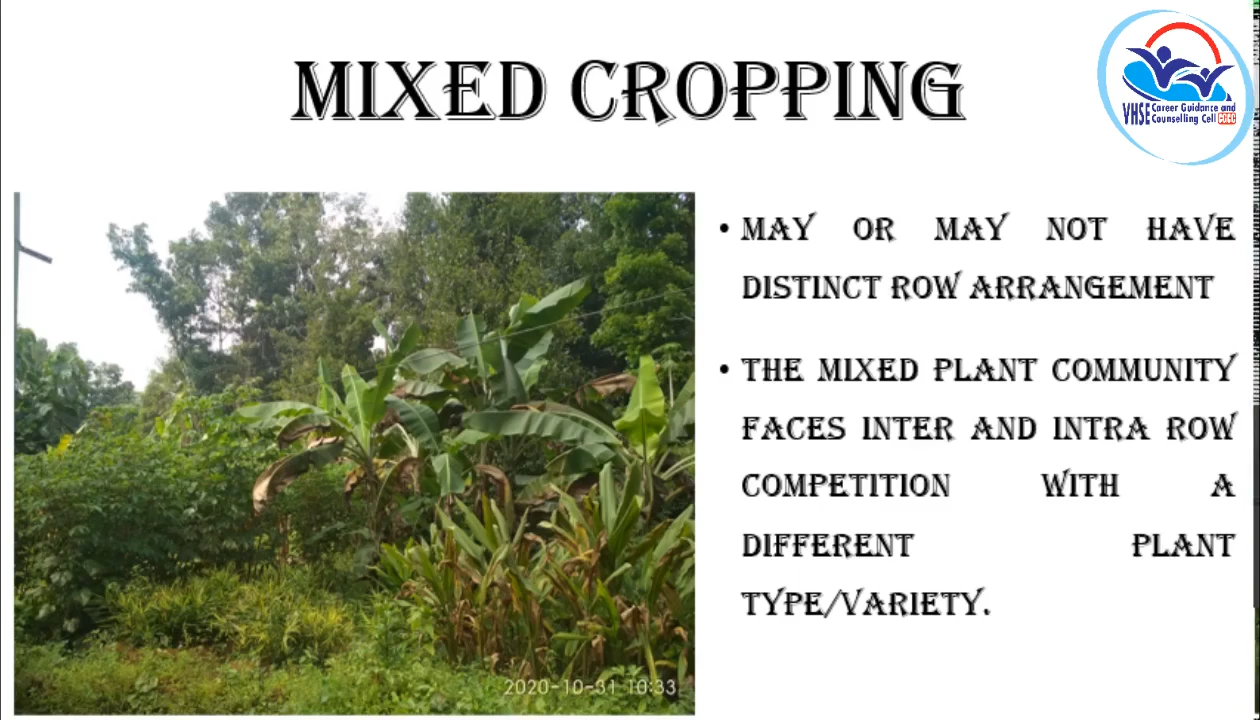 MIXED CROPPING
VHSE Career Guidance and
Counselling Cell CGCC
• MAY OR MAY NOT HAVE
DISTINCT ROW ARRANGEMENT
• THE MIXED PLANT COMMUNITY
FACES INTER AND INTRA ROW
COMPETITION WITH A
DIFFERENT PLANT
TYPE/VARIETY.
2020-10-31 10:33